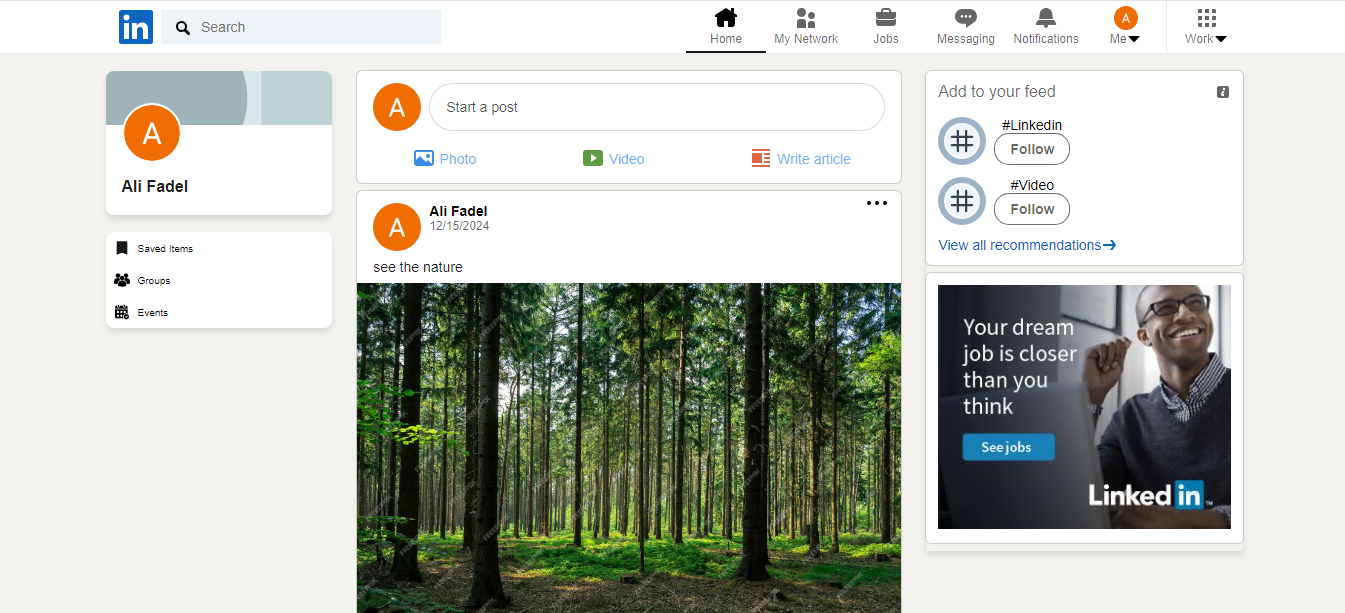 in
Search
Home
My Network
Jobs
Messaging
Notifications
A
Me
Work
A
Ali Fadel
Saved Items
Groups
Events
A
Start a post
Photo
Video
Write article
A
Ali Fadel
12/15/2024
see the nature
Add to your feed
#Linkedin
Follow
#Video
Follow
View all recommendations
Your dream
job is closer
than you
think
See jobs
Linked in